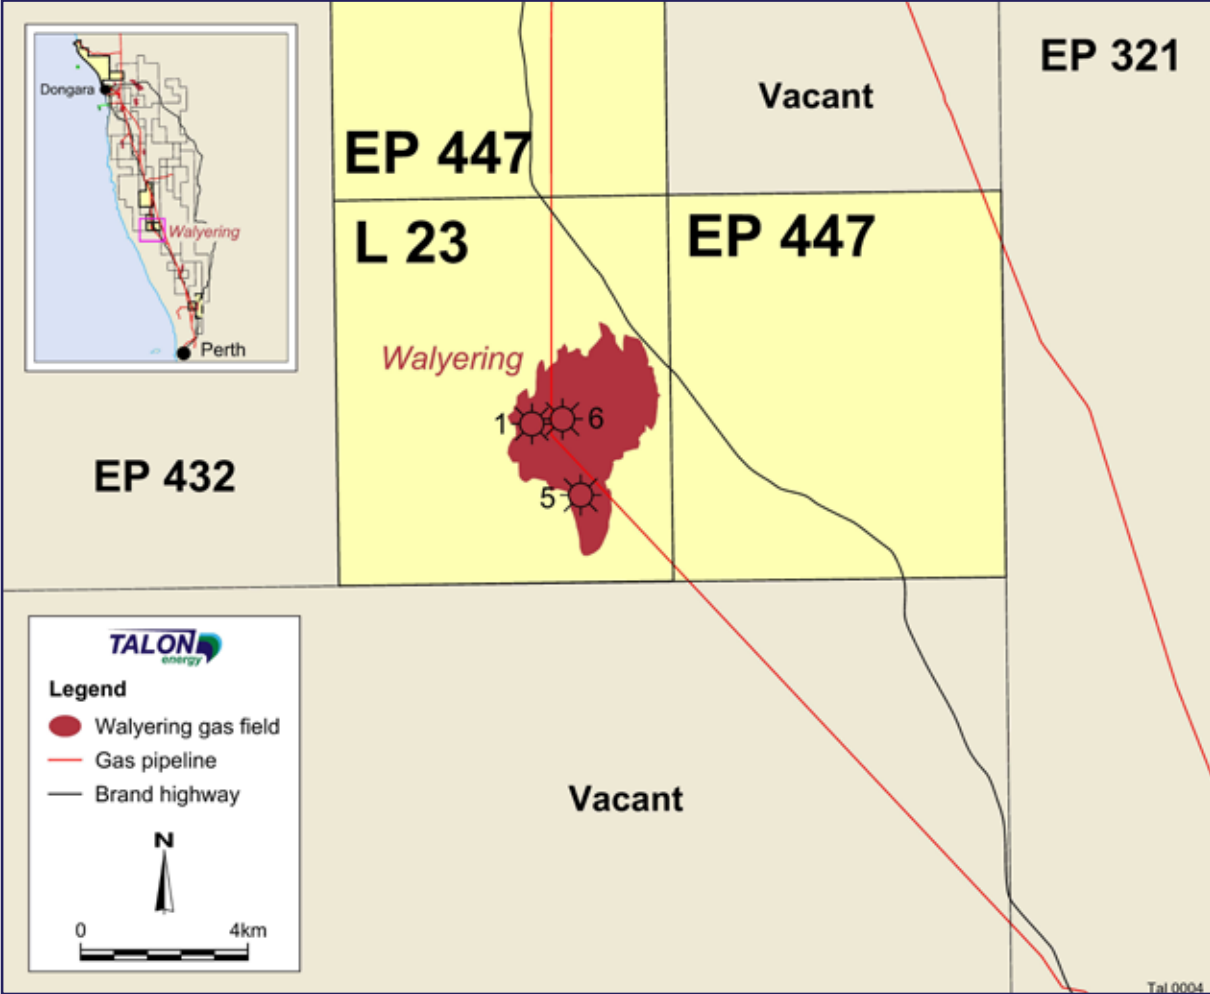 EP 321
Vacant
Dongara
EP 447
Walyering
L 23
EP 447
Perth
Walyering
1
6
EP 432
5
TALON
energy
Legend
Walyering gas field
Gas pipeline
Brand highway
Vacant
N
0 4km
Tal 0004